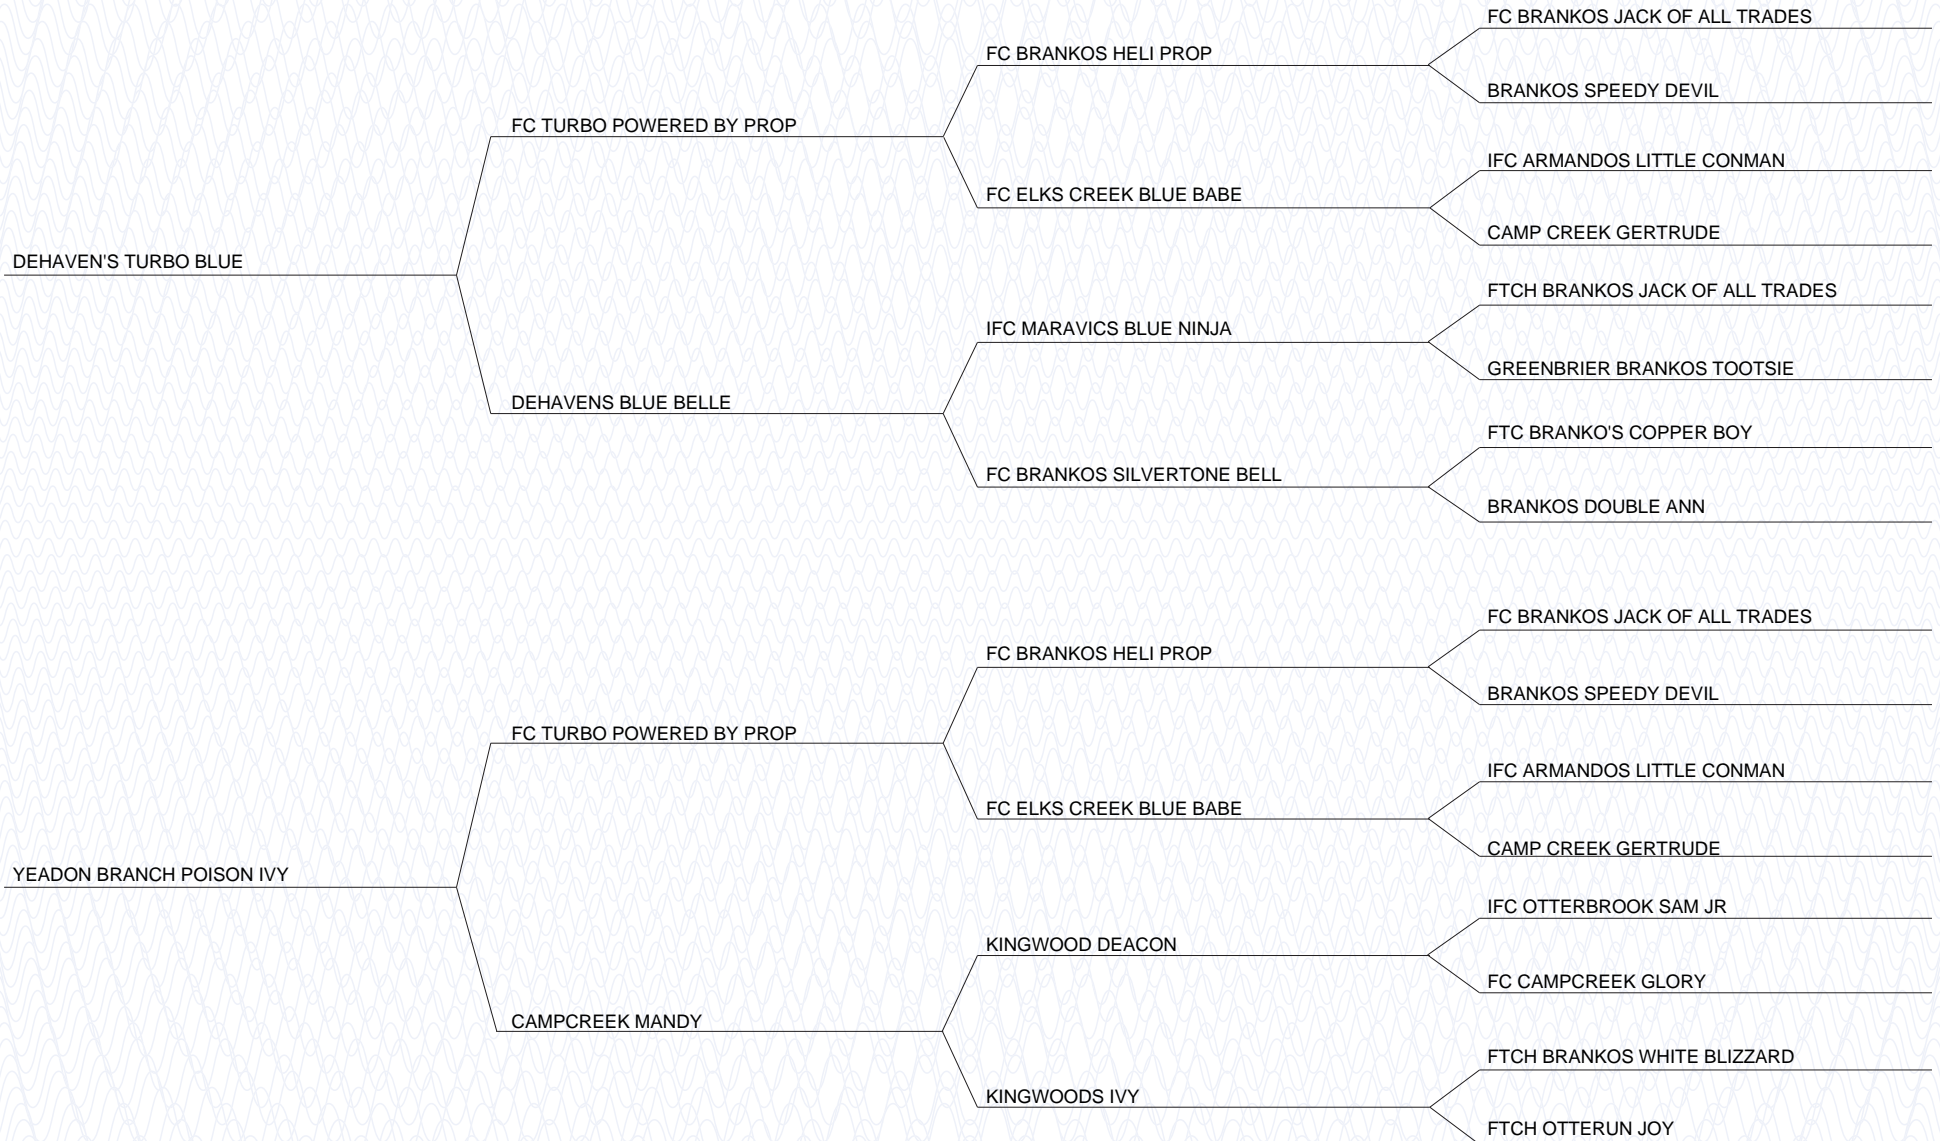 FC BRANKOS JACK OF ALL TRADES
FC BRANKOS HELI PROP
BRANKOS SPEEDY DEVIL
FC TURBO POWERED BY PROP
IFC ARMANDOS LITTLE CONMAN
FC ELKS CREEK BLUE BABE
CAMP CREEK GERTRUDE
DEHAVEN'S TURBO BLUE
FTCH BRANKOS JACK OF ALL TRADES
IFC MARAVICS BLUE NINJA
GREENBRIER BRANKOS TOOTSIE
DEHAVENS BLUE BELLE
FTC BRANKO'S COPPER BOY
FC BRANKOS SILVERTONE BELL
BRANKOS DOUBLE ANN
FC BRANKOS JACK OF ALL TRADES
FC BRANKOS HELI PROP
BRANKOS SPEEDY DEVIL
FC TURBO POWERED BY PROP
IFC ARMANDOS LITTLE CONMAN
FC ELKS CREEK BLUE BABE
CAMP CREEK GERTRUDE
YEADON BRANCH POISON IVY
IFC OTTERBROOK SAM JR
KINGWOOD DEACON
FC CAMPCREEK GLORY
CAMPCREEK MANDY
FTCH BRANKOS WHITE BLIZZARD
KINGWOODS IVY
FTCH OTTERUN JOY